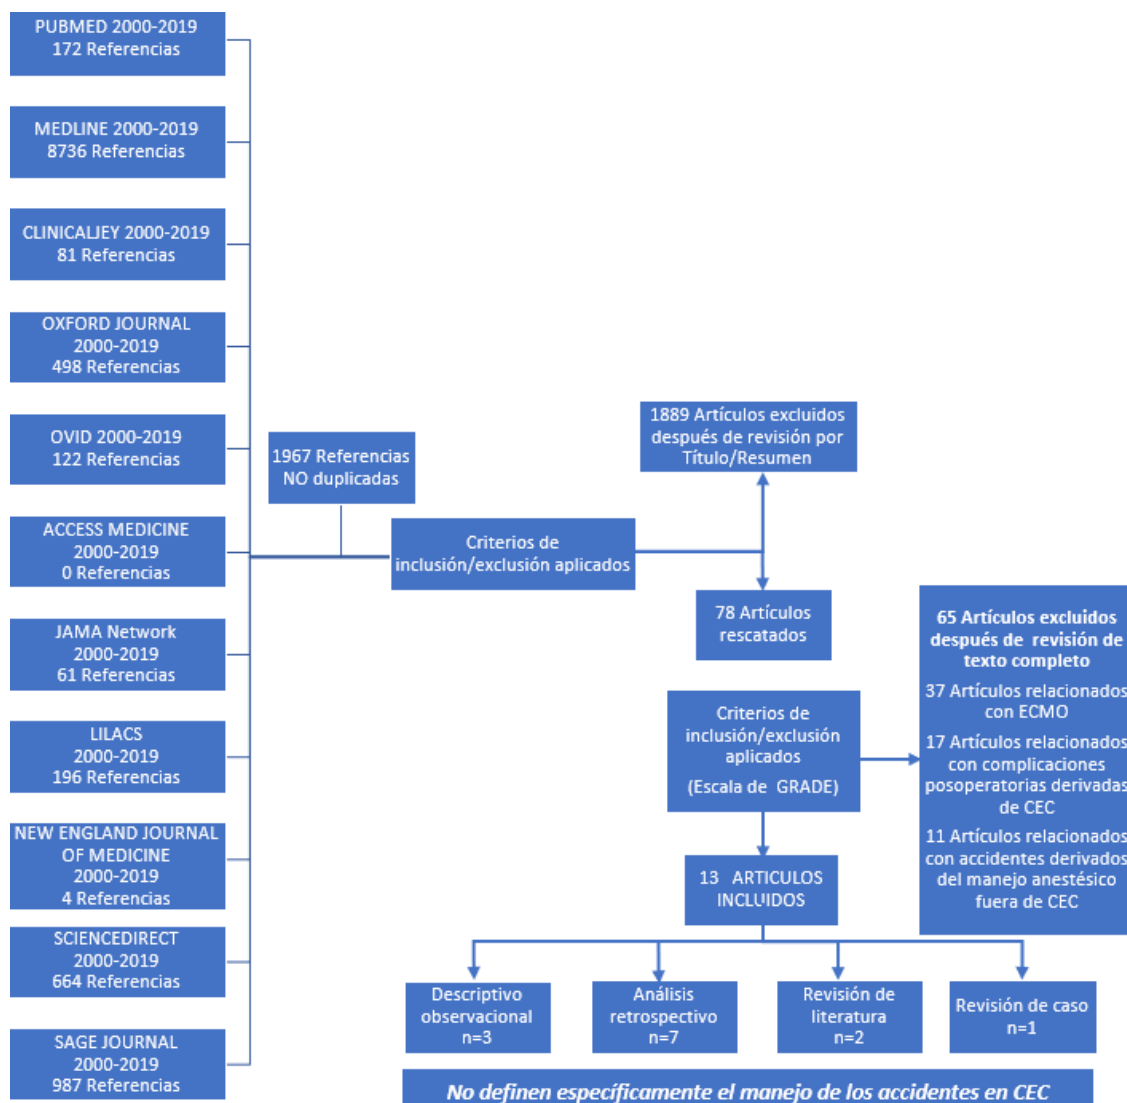 PUBMED 2000-2019
172 Referencias
MEDLINE 2000-2019
8736 Referencias
CLINICALJEY 2000-2019
81 Referencias
OXFORD JOURNAL
2000-2019
498 Referencias
OVID 2000-2019
122 Referencias
ACCESS MEDICINE
2000-2019
0 Referencias
JAMA Network
2000-2019
61 Referencias
LILACS
2000-2019
196 Referencias
NEW ENGLAND JOURNAL
OF MEDICINE
2000-2019
4 Referencias
SCIENCEDIRECT
2000-2019
664 Referencias
SAGE JOURNAL
2000-2019
987 Referencias
1967 Referencias
NO duplicadas
Criterios de
inclusión/exclusión aplicados
1889 Artículos excluidos
después de revisión por
Título/Resumen
78 Artículos
rescatados
Criterios de
inclusión/exclusión
aplicados
(Escala de GRADE)
65 Artículos excluidos
después de revisión de
texto completo
37 Artículos relacionados
con ECMO
17 Artículos relacionados
con complicaciones
posoperatorias derivadas
de CEC
11 Artículos relacionados
con accidentes derivados
del manejo anestésico
fuera de CEC
13 ARTICULOS
INCLUIDOS
Descriptivo
observacional
n=3
Análisis
retrospectivo
n=7
Revisión de
literatura
n=2
Revisión de caso
n=1
No definen específicamente el manejo de los accidentes en CEC